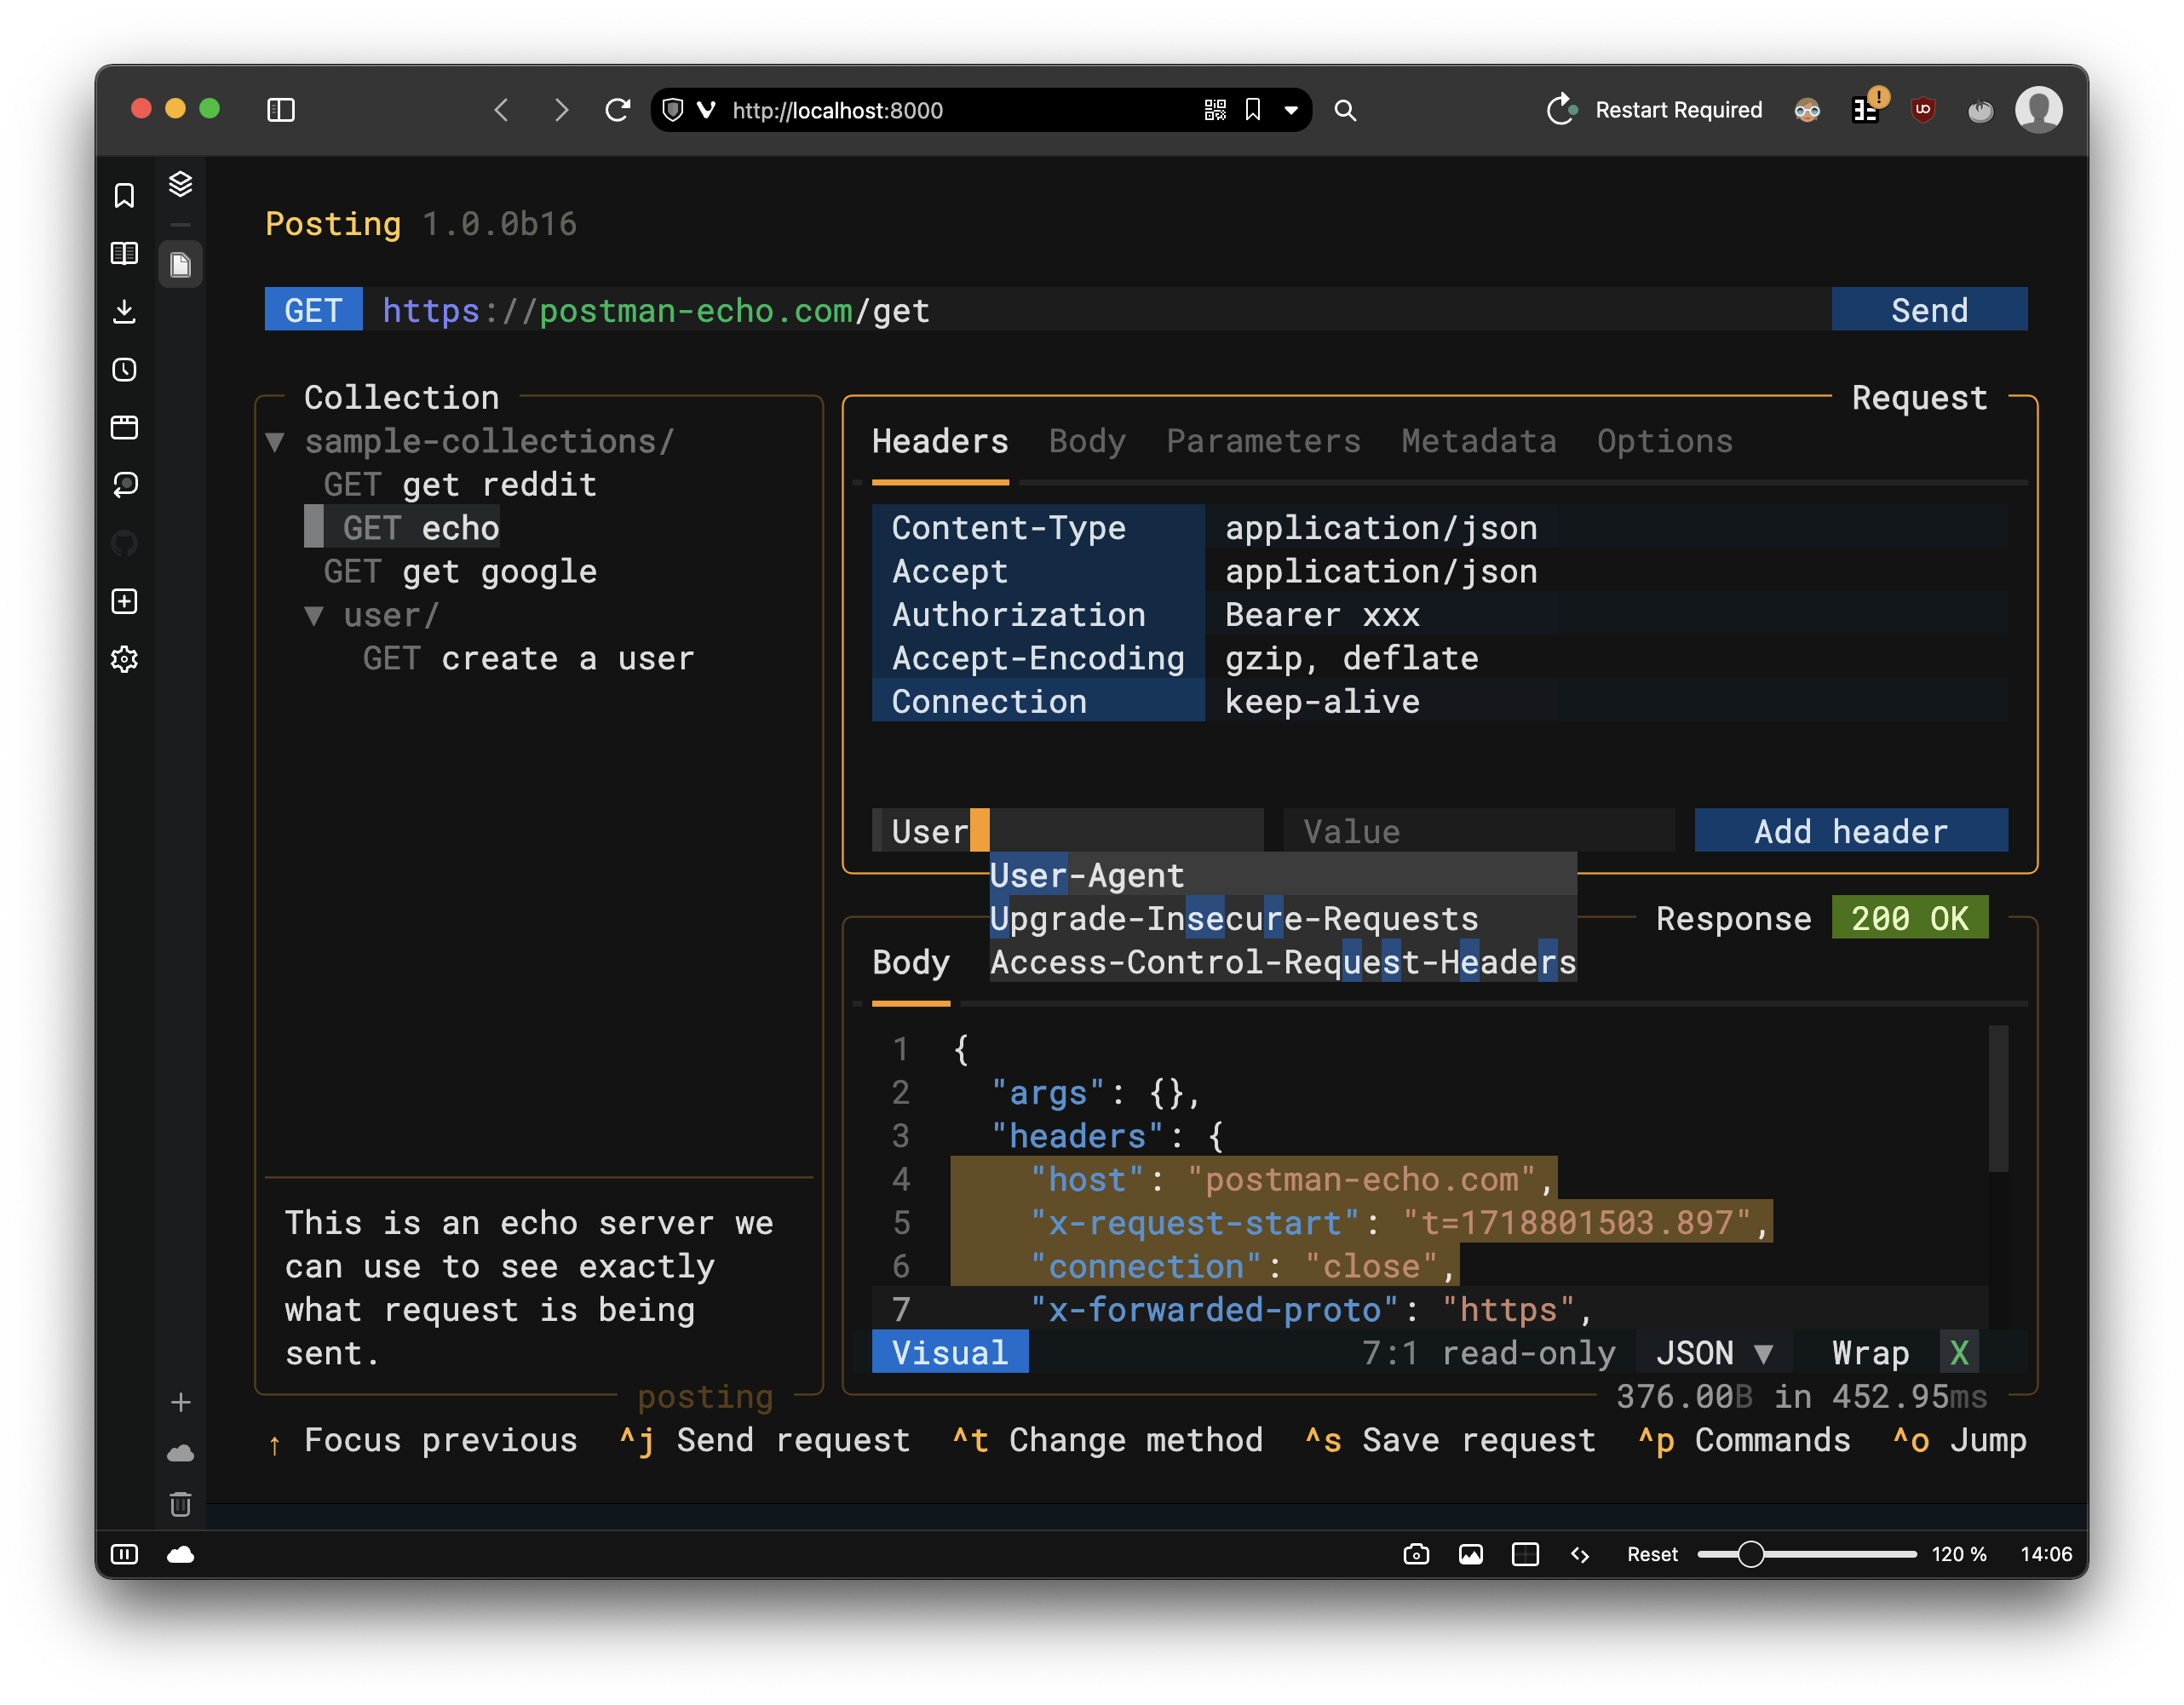 http://localhost:8000
Restart Required
Posting 1.0.0b16
GET https://postman-echo.com/get Send
Collection
▼ sample-collections/
GET get reddit
GET echo
GET get google
▼ user/
GET create a user
This is an echo server we
can use to see exactly
what request is being
sent.
posting
Request
Headers Body Parameters Metadata Options
Content-Type application/json
Accept application/json
Authorization Bearer xxx
Accept-Encoding gzip, deflate
Connection keep-alive
User Value Add header
User-Agent
Upgrade-Insecure-Requests
Access-Control-Request-Headers
Response 200 OK
Body
1 {
2 "args": {},
3 "headers": {
4 "host": "postman-echo.com",
5 "x-request-start": "t=1718801503.897",
6 "connection": "close",
7 "x-forwarded-proto": "https",
Visual 7:1 read-only JSON ▼ Wrap X
376.00B in 452.95ms
↑ Focus previous ^j Send request ^t Change method ^s Save request ^p Commands ^o Jump
Reset 120 % 14:06